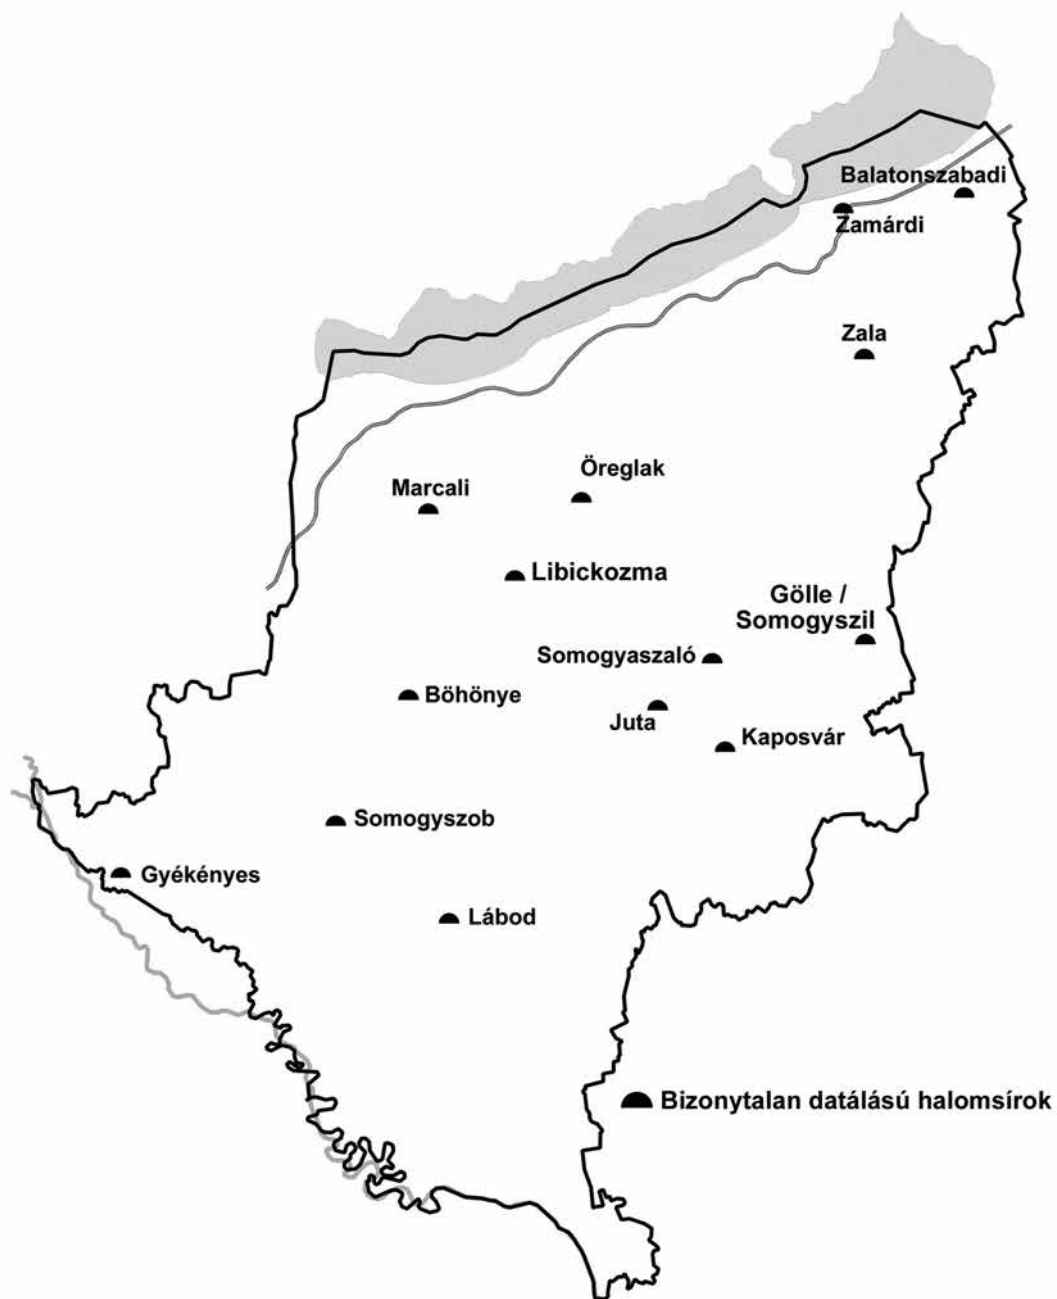 Balatonszabadi
Zamárdi
Zala
Öreglak
Marcali
Libickozma
Gölle /
Somogyszil
Somogyaszaló
Böhönye
Juta
Kaposvár
Somogyszob
Gyékényes
Lábod
Bizonytalan datálású halomsírok